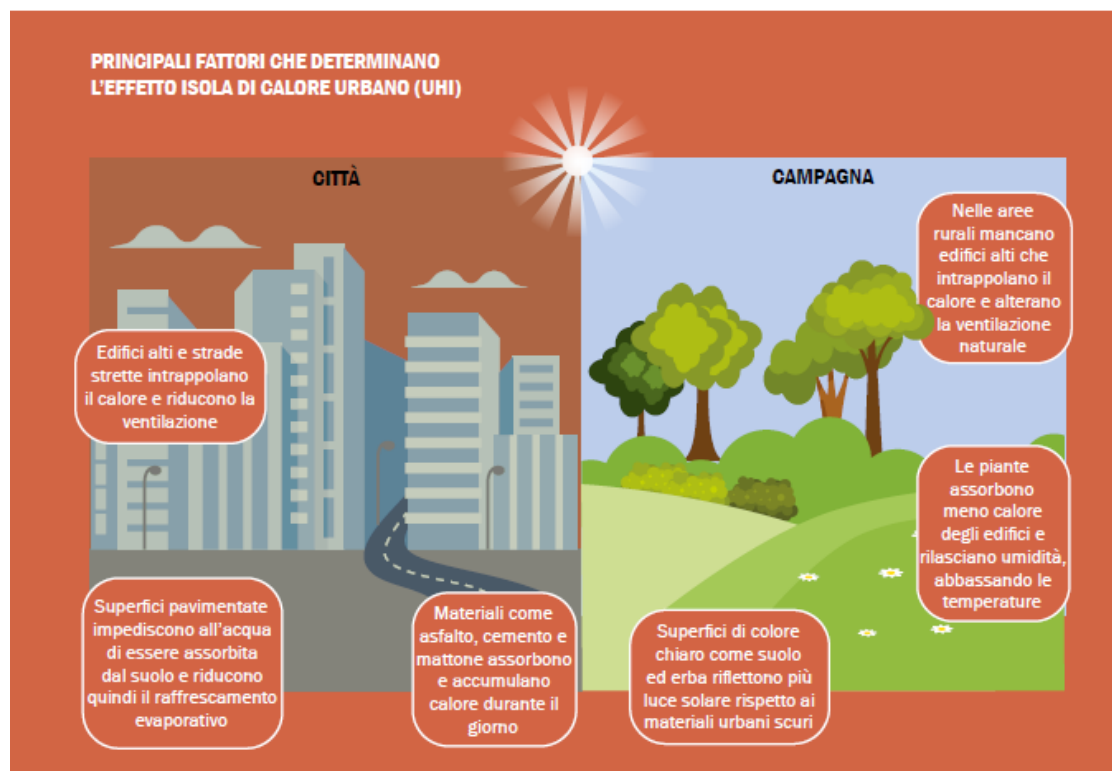 PRINCIPALI FATTORI CHE DETERMINANO
L'EFFETTO ISOLA DI CALORE URBANO (UHI)
CITTÀ
Edifici alti e strade
strette intrappolano
il calore e riducono la
ventilazione
Superfici pavimentate
impediscono all'acqua
di essere assorbita
dal suolo e riducono
quindi il raffrescamento
evaporativo
Materiali come
asfalto, cemento e
mattone assorbono
e accumulano
calore durante il
giorno
CAMPAGNA
Nelle aree
rurali mancano
edifici alti che
intrappolano il
calore e alterano
la ventilazione
naturale
Le piante
assorbono
meno calore
degli edifici e
rilasciano umidità,
abbassando le
temperature
Superfici di colore
chiaro come suolo
ed erba riflettono più
luce solare rispetto ai
materiali urbani scuri